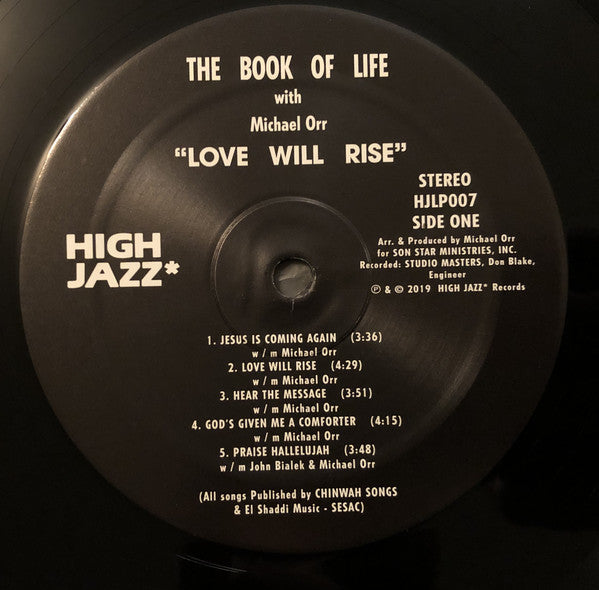 THE BOOK OF LIFE
with
Michael Orr
"LOVE WILL RISE"
STEREO
HJLP007
SIDE ONE
HIGH
JAZZ*
Arr. & Produced by Michael Orr
for SON STAR MINISTRIES, INC.
Recorded: STUDIO MASTERS, Don Blake,
Engineer
℗ & © 2019 HIGH JAZZ* Records
1. JESUS IS COMING AGAIN (3:36)
w / m Michael Orr
2. LOVE WILL RISE (4:29)
w / m Michael Orr
3. HEAR THE MESSAGE (3:51)
w / m Michael Orr
4. GOD'S GIVEN ME A COMFORTER (4:15)
w / m Michael Orr
5. PRAISE HALLELUJAH (3:48)
w / m John Bialek & Michael Orr
(All songs Published by CHINWAH SONGS
& El Shaddi Music - SESAC)